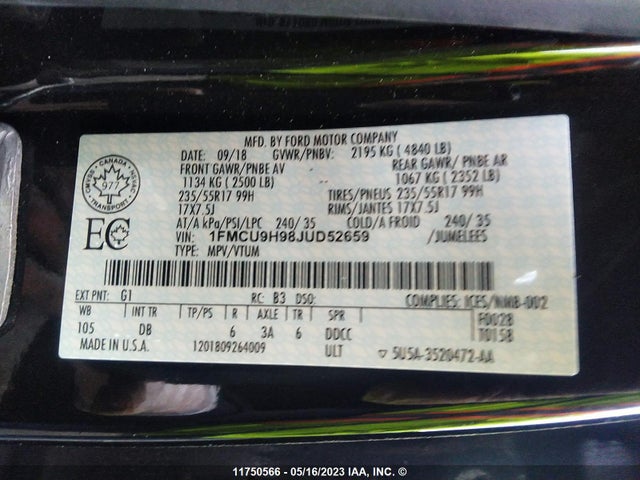 MFD. BY FORD MOTOR COMPANY
DATE: 09/18 GVWR/PNBV: 2195 KG ( 4840 LB)
FRONT GAWR/PNBE AV REAR GAWR/ PNBE AR
1134 KG ( 2500 LB) 1067 KG ( 2352 LB)
235/55R17 99H TIRES/PNEUS 235/55R17 99H
17X7.5J RIMS/JANTES 17X7.5J
AT/A kPa/PSI/LPC 240/ 35 COLD/A FROID 240/ 35
VIN: 1FMCU9H98JUD52659 /JUMELEES
TYPE: MPV/VTUM
CANADA
977
TRANSPORT
EC
EXT PNT: G1 RC: B3 DSO: COMPLIES: ICES/NMB-002
WB INT TR TP/PS R AXLE TR SPR F0028
105 DB 6 3A 6 DDCC T0158
MADE IN U.S.A. 1201809264009 ULT ▽ 5U5A-3520472-AA
11750566 - 05/16/2023 IAA, INC. ©